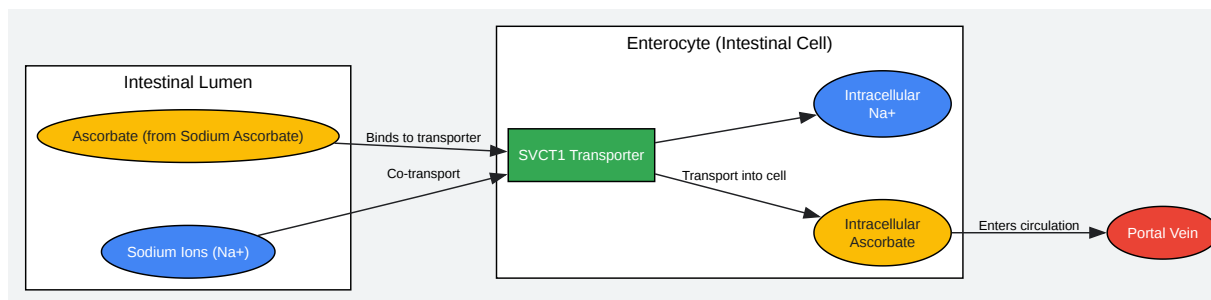 Intestinal Lumen
Ascorbate (from Sodium Ascorbate)
Sodium Ions (Na+)
Binds to transporter
Co-transport
Enterocyte (Intestinal Cell)
SVCT1 Transporter
Intracellular
Na+
Transport into cell
Intracellular
Ascorbate
Enters circulation
Portal Vein